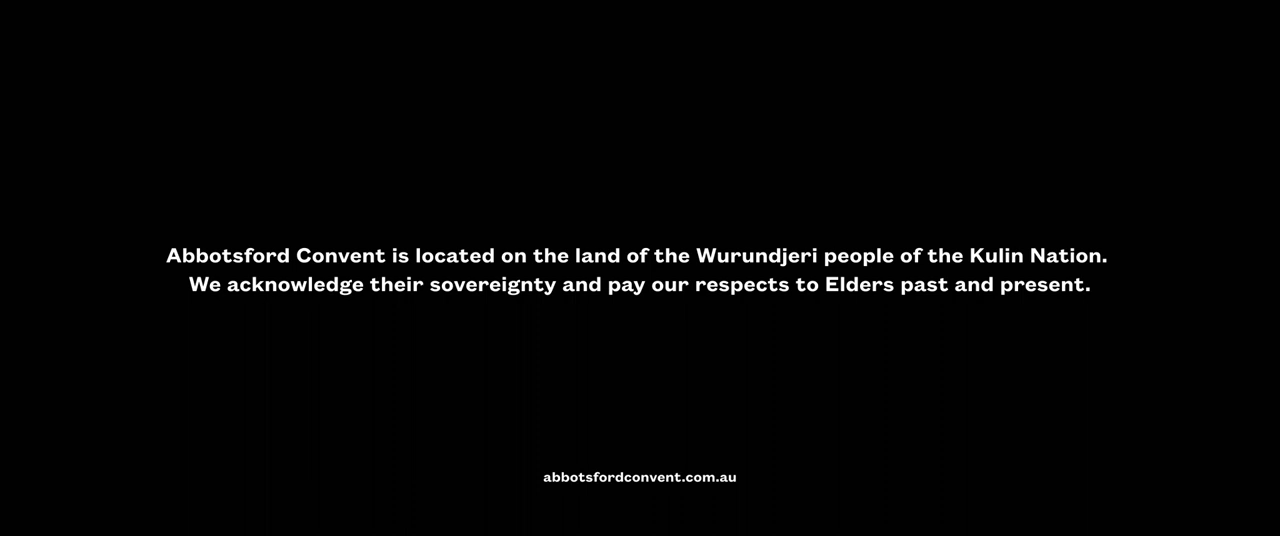 Abbotsford Convent is located on the land of the Wurundjeri people of the Kulin Nation.
We acknowledge their sovereignty and pay our respects to Elders past and present.
abbotsfordconvent.com.au